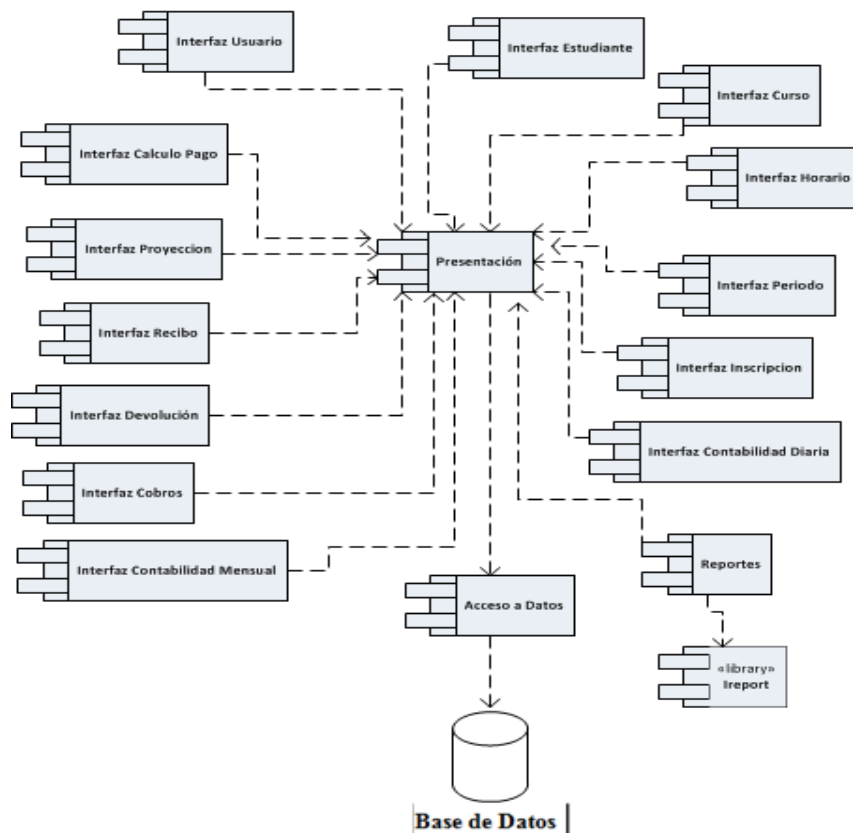 Interfaz Usuario
Interfaz Estudiante
Interfaz Curso
Interfaz Calculo Pago
Interfaz Horario
Interfaz Proyeccion
Presentación
Interfaz Periodo
Interfaz Recibo
Interfaz Inscripcion
Interfaz Devolución
Interfaz Contabilidad Diaria
Interfaz Cobros
Interfaz Contabilidad Mensual
Reportes
Acceso a Datos
«library»
Ireport
Base de Datos